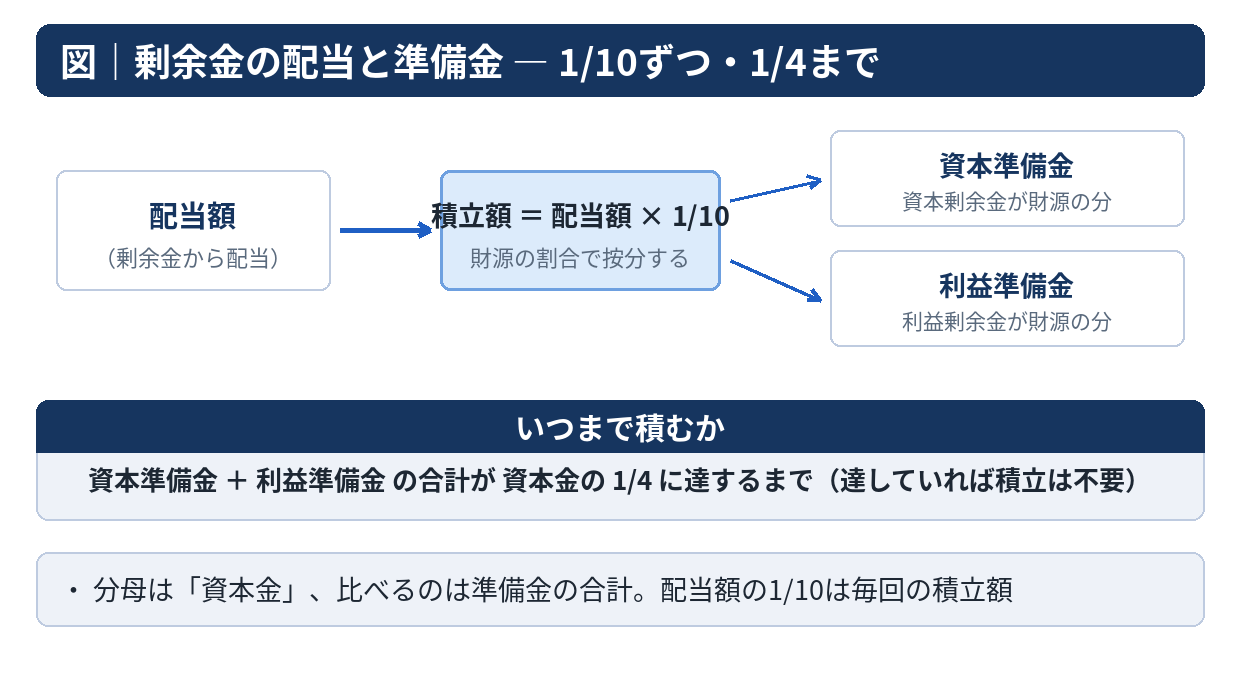 図｜剰余金の配当と準備金 — 1/10ずつ・1/4まで
配当額
（剰余金から配当）
積立額 ＝ 配当額 × 1/10
財源の割合で按分する
資本準備金
資本剰余金が財源の分
利益準備金
利益剰余金が財源の分
いつまで積むか
資本準備金 ＋ 利益準備金 の合計が 資本金の 1/4 に達するまで（達していれば積立は不要）
・ 分母は「資本金」、比べるのは準備金の合計。配当額の1/10は毎回の積立額